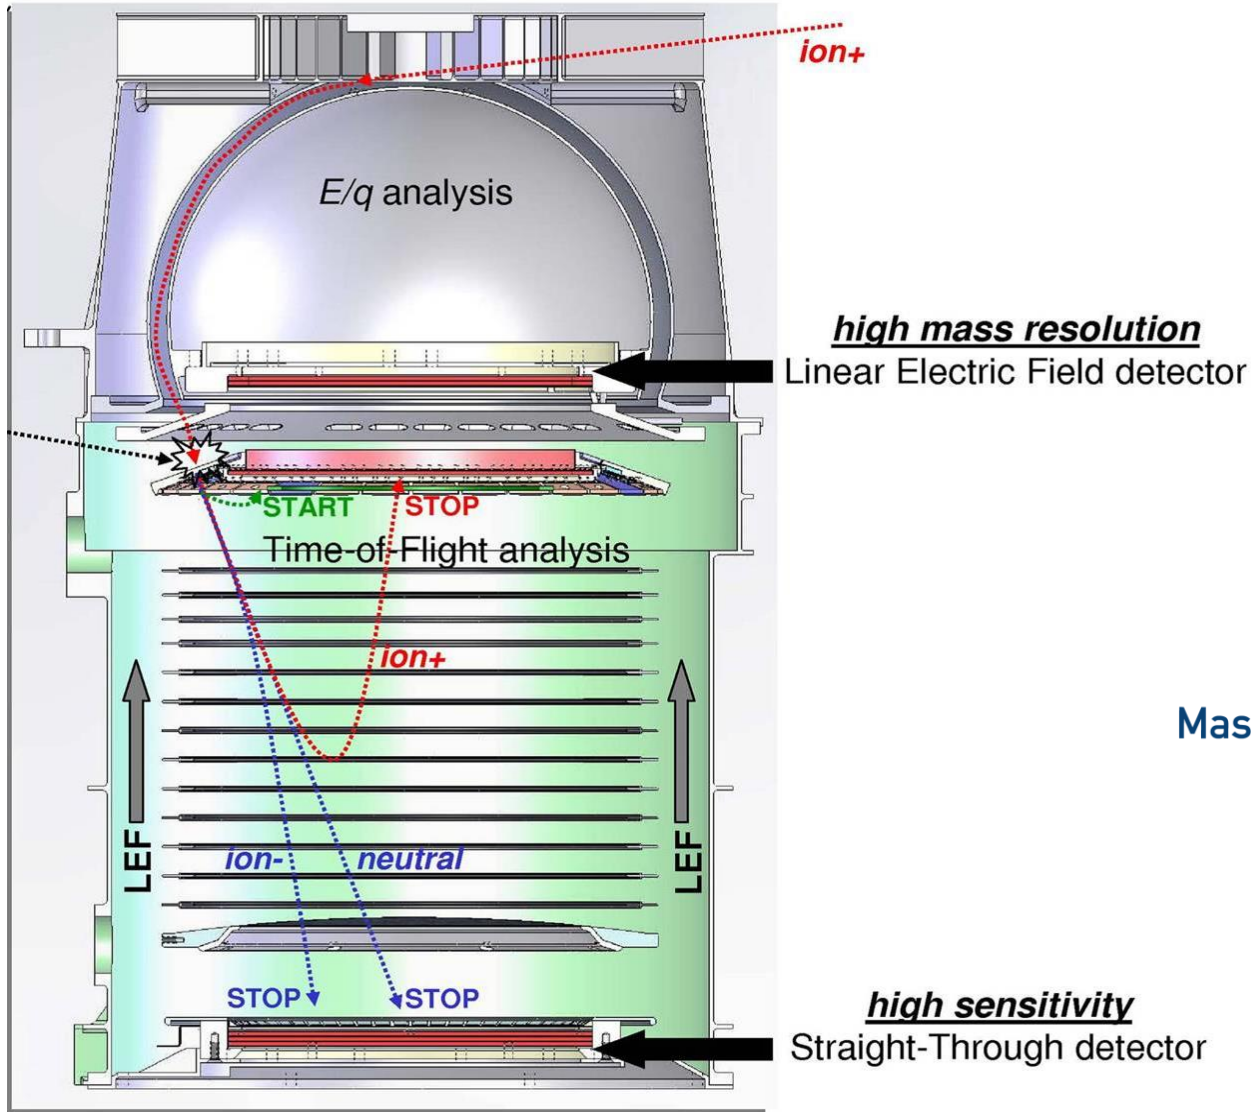 ion+
E/q analysis
high mass resolution
Linear Electric Field detector
START
STOP
Time-of-Flight analysis
ion+
Mas
LEF
LEF
ion-
neutral
STOP
STOP
high sensitivity
Straight-Through detector